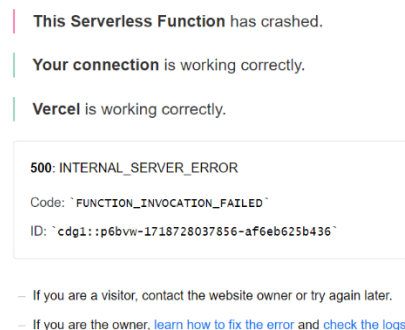 This Serverless Function has crashed.
Your connection is working correctly.
Vercel is working correctly.
500: INTERNAL_SERVER_ERROR
Code: `FUNCTION_INVOCATION_FAILED`
ID: `cdg1::p6bvw-1718728037856-af6eb625b436`
– If you are a visitor, contact the website owner or try again later.
– If you are the owner, learn how to fix the error and check the logs